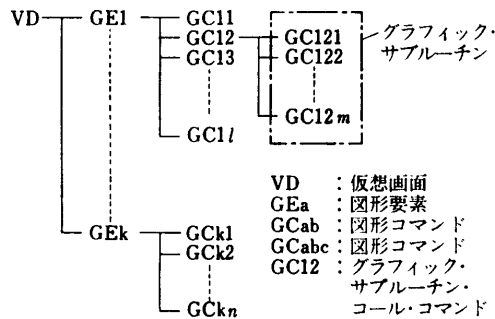 VD GE1 GC11
GC12 GC121
GC13 GC122
グラフィック・
サブルーチン
GC1l GC12m
VD : 仮想画面
GEa : 図形要素
GEk GCk1 GCab : 図形コマンド
GCk2 GCabc : 図形コマンド
GC12 : グラフィック・
サブルーチン・
GCkn コール・コマンド